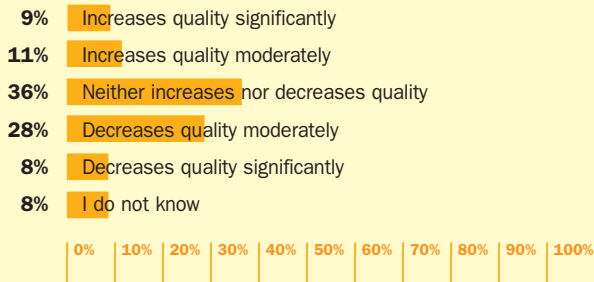 9% Increases quality significantly
11% Increases quality moderately
36% Neither increases nor decreases quality
28% Decreases quality moderately
8% Decreases quality significantly
8% I do not know
0% 10% 20% 30% 40% 50% 60% 70% 80% 90% 100%